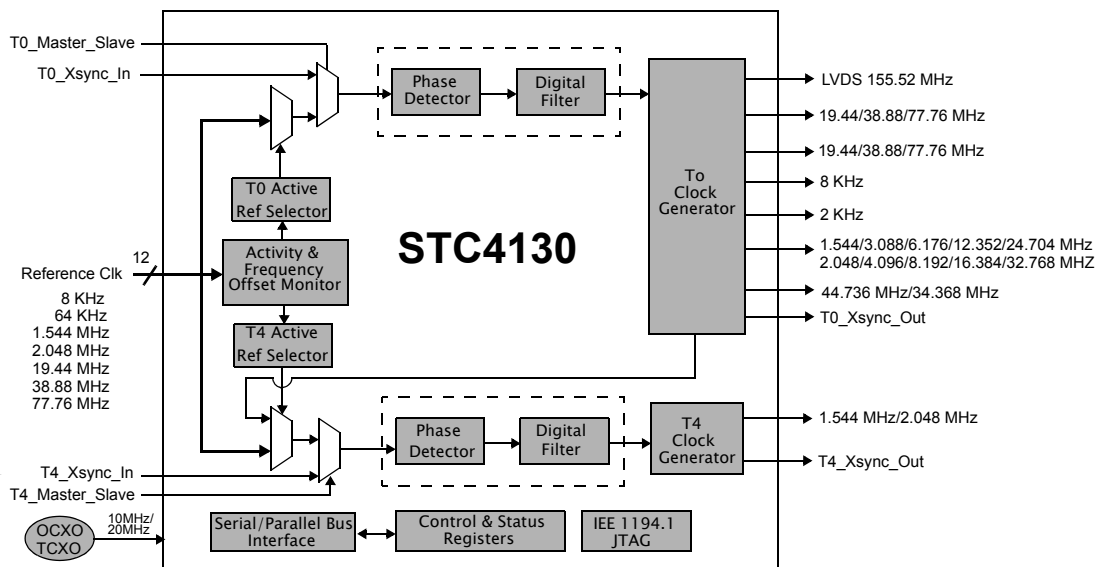 T0_Master_Slave
T0_Xsync_In
Phase
Detector
Digital
Filter
To
Clock
Generator
LVDS 155.52 MHz
19.44/38.88/77.76 MHz
19.44/38.88/77.76 MHz
8 KHz
2 KHz
1.544/3.088/6.176/12.352/24.704 MHz
2.048/4.096/8.192/16.384/32.768 MHZ
44.736 MHz/34.368 MHz
T0_Xsync_Out
T0 Active
Ref Selector
STC4130
Activity &
Frequency
Offset Monitor
12
Reference Clk
8 KHz
64 KHz
1.544 MHz
2.048 MHz
19.44 MHz
38.88 MHz
77.76 MHz
T4 Active
Ref Selector
Phase
Detector
Digital
Filter
T4
Clock
Generator
1.544 MHz/2.048 MHz
T4_Xsync_Out
T4_Xsync_In
T4_Master_Slave
OCXO
TCXO
10MHz/
20MHz
Serial/Parallel Bus
Interface
Control & Status
Registers
IEE 1194.1
JTAG